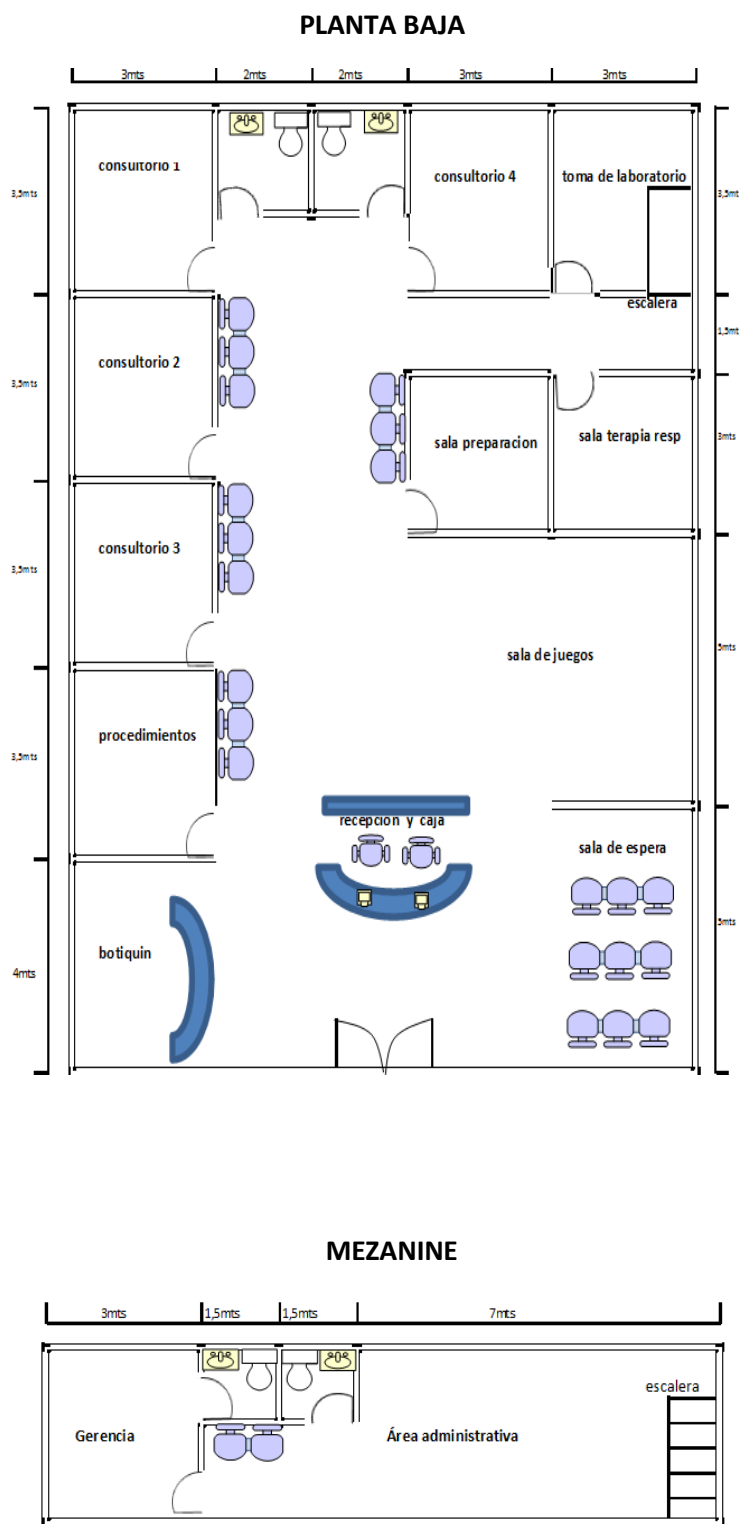 PLANTA BAJA
3mts 2mts 2mts 3mts 3mts
consultorio 1
consultorio 4
toma de laboratorio
3,5mts
3,5mts
escalera
1,5mt
consultorio 2
3,5mts
sala preparacion
sala terapia resp
3mts
consultorio 3
3,5mts
sala de juegos
5mts
procedimientos
3,5mts
recepcion y caja
sala de espera
botiquin
4mts
5mts
MEZANINE
3mts 1,5mts 1,5mts 7mts
escalera
Gerencia
Área administrativa